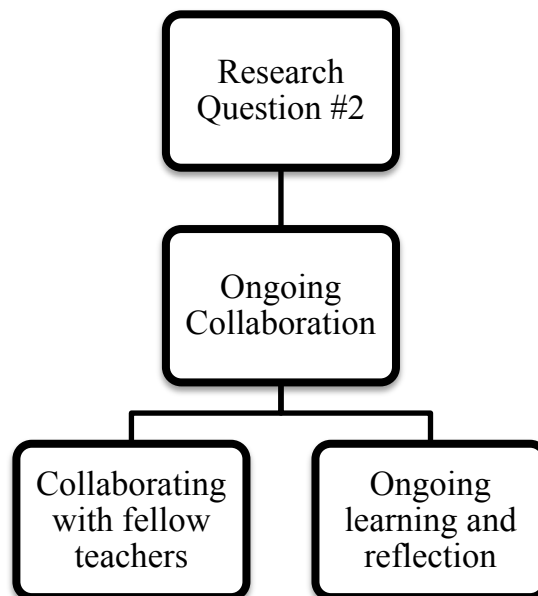 Research
Question #2
Ongoing
Collaboration
Collaborating
with fellow
teachers
Ongoing
learning and
reflection